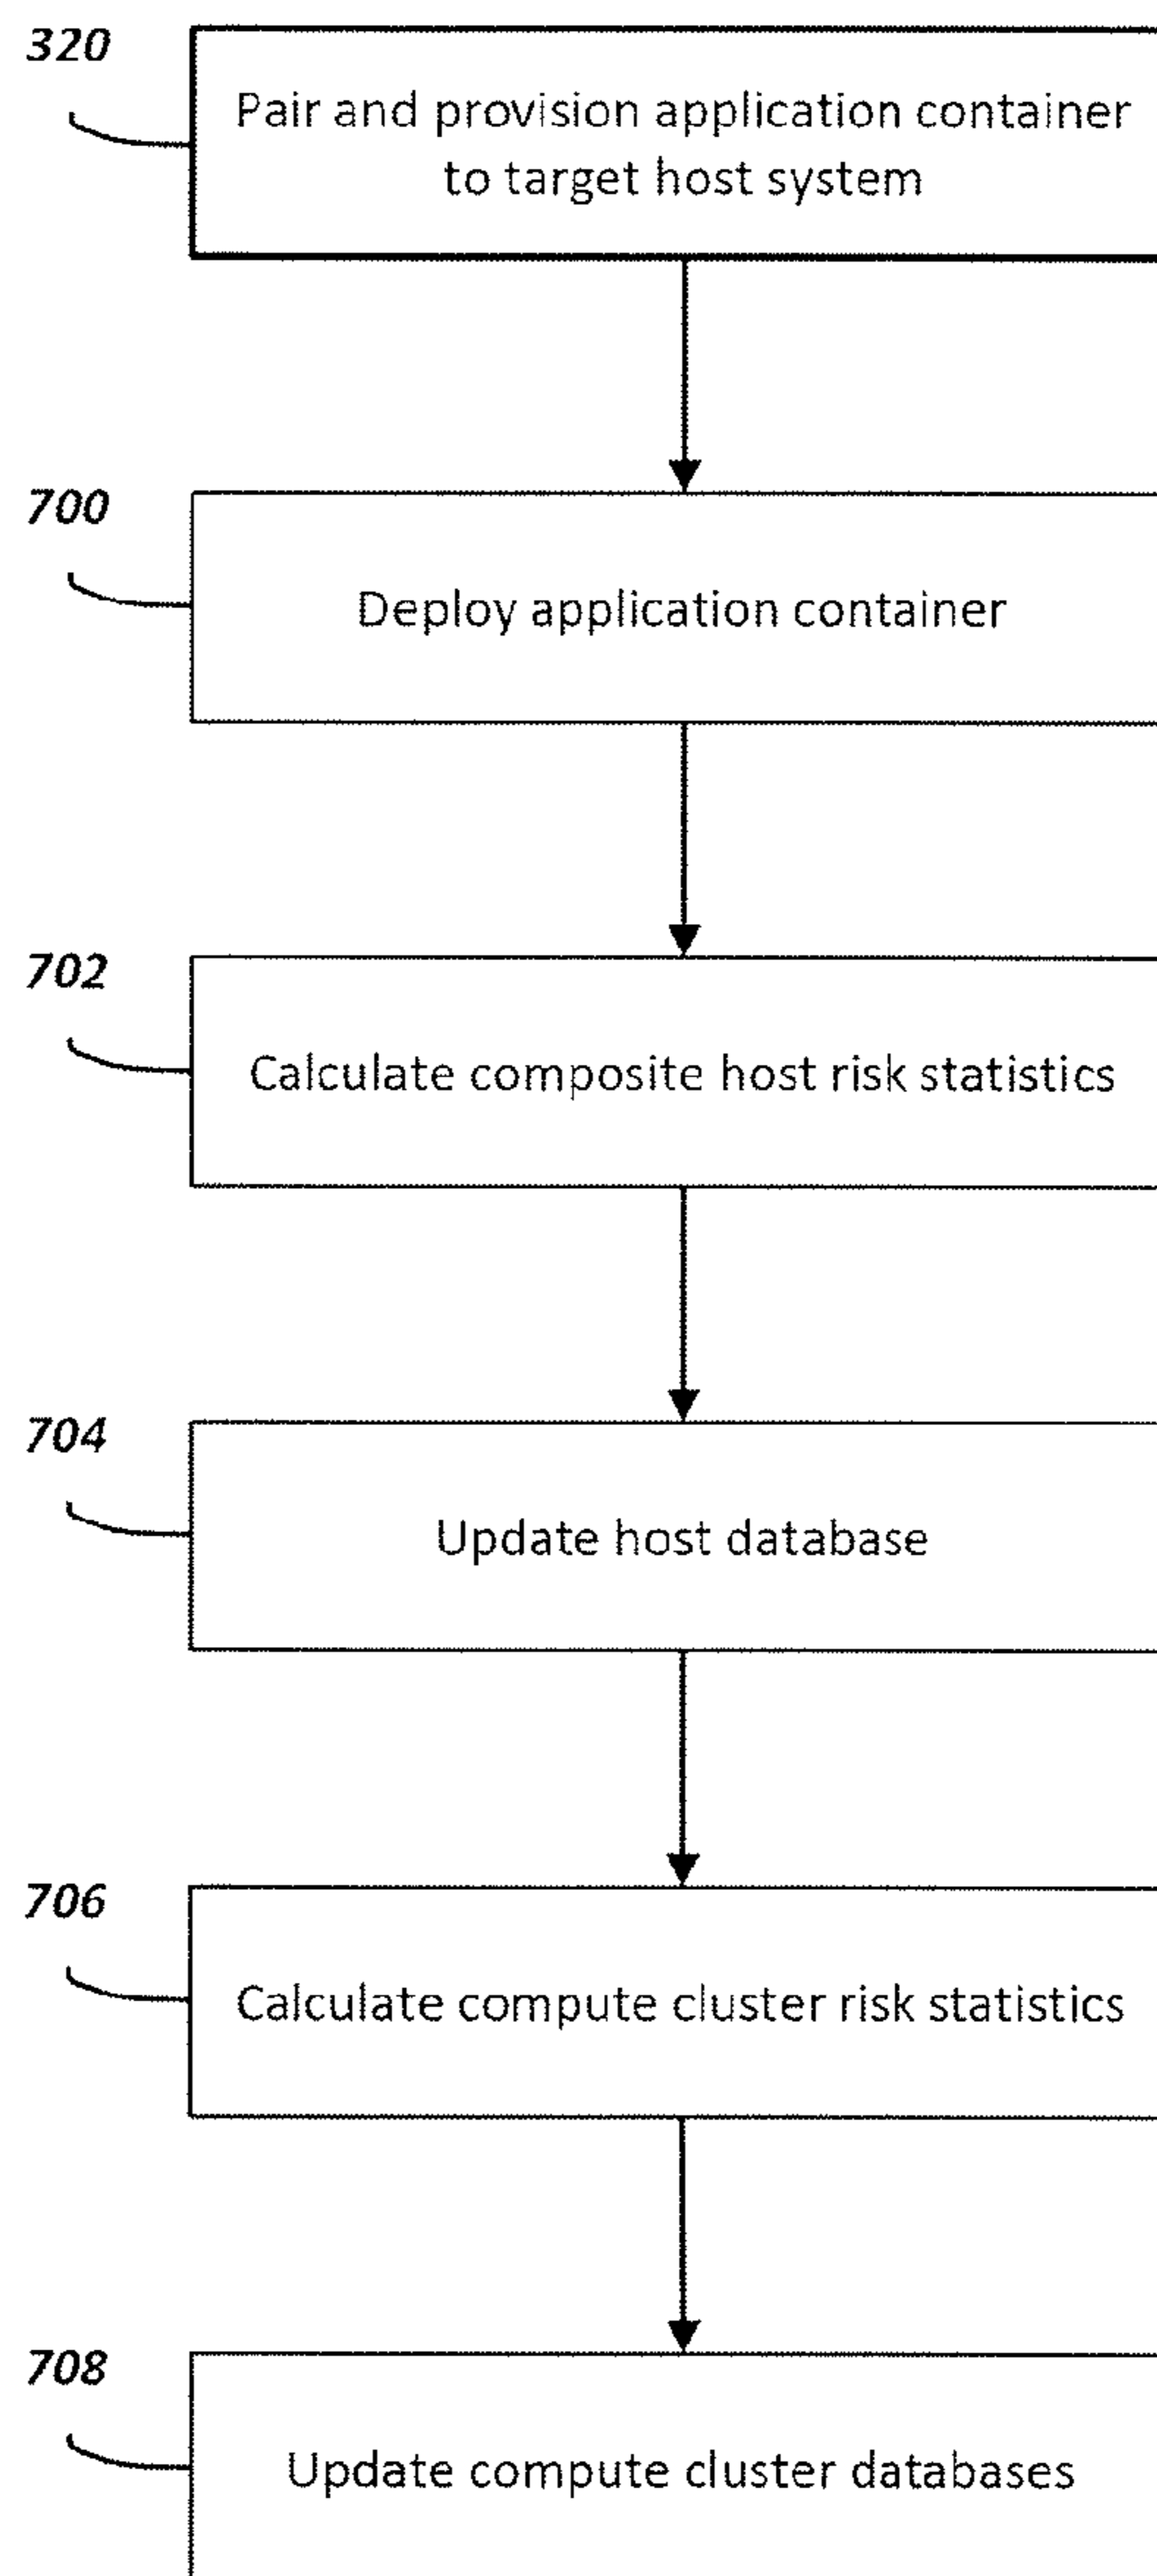 320
Pair and provision application container
to target host system
700
Deploy application container
702
Calculate composite host risk statistics
704
Update host database
706
Calculate compute cluster risk statistics
708
Update compute cluster databases